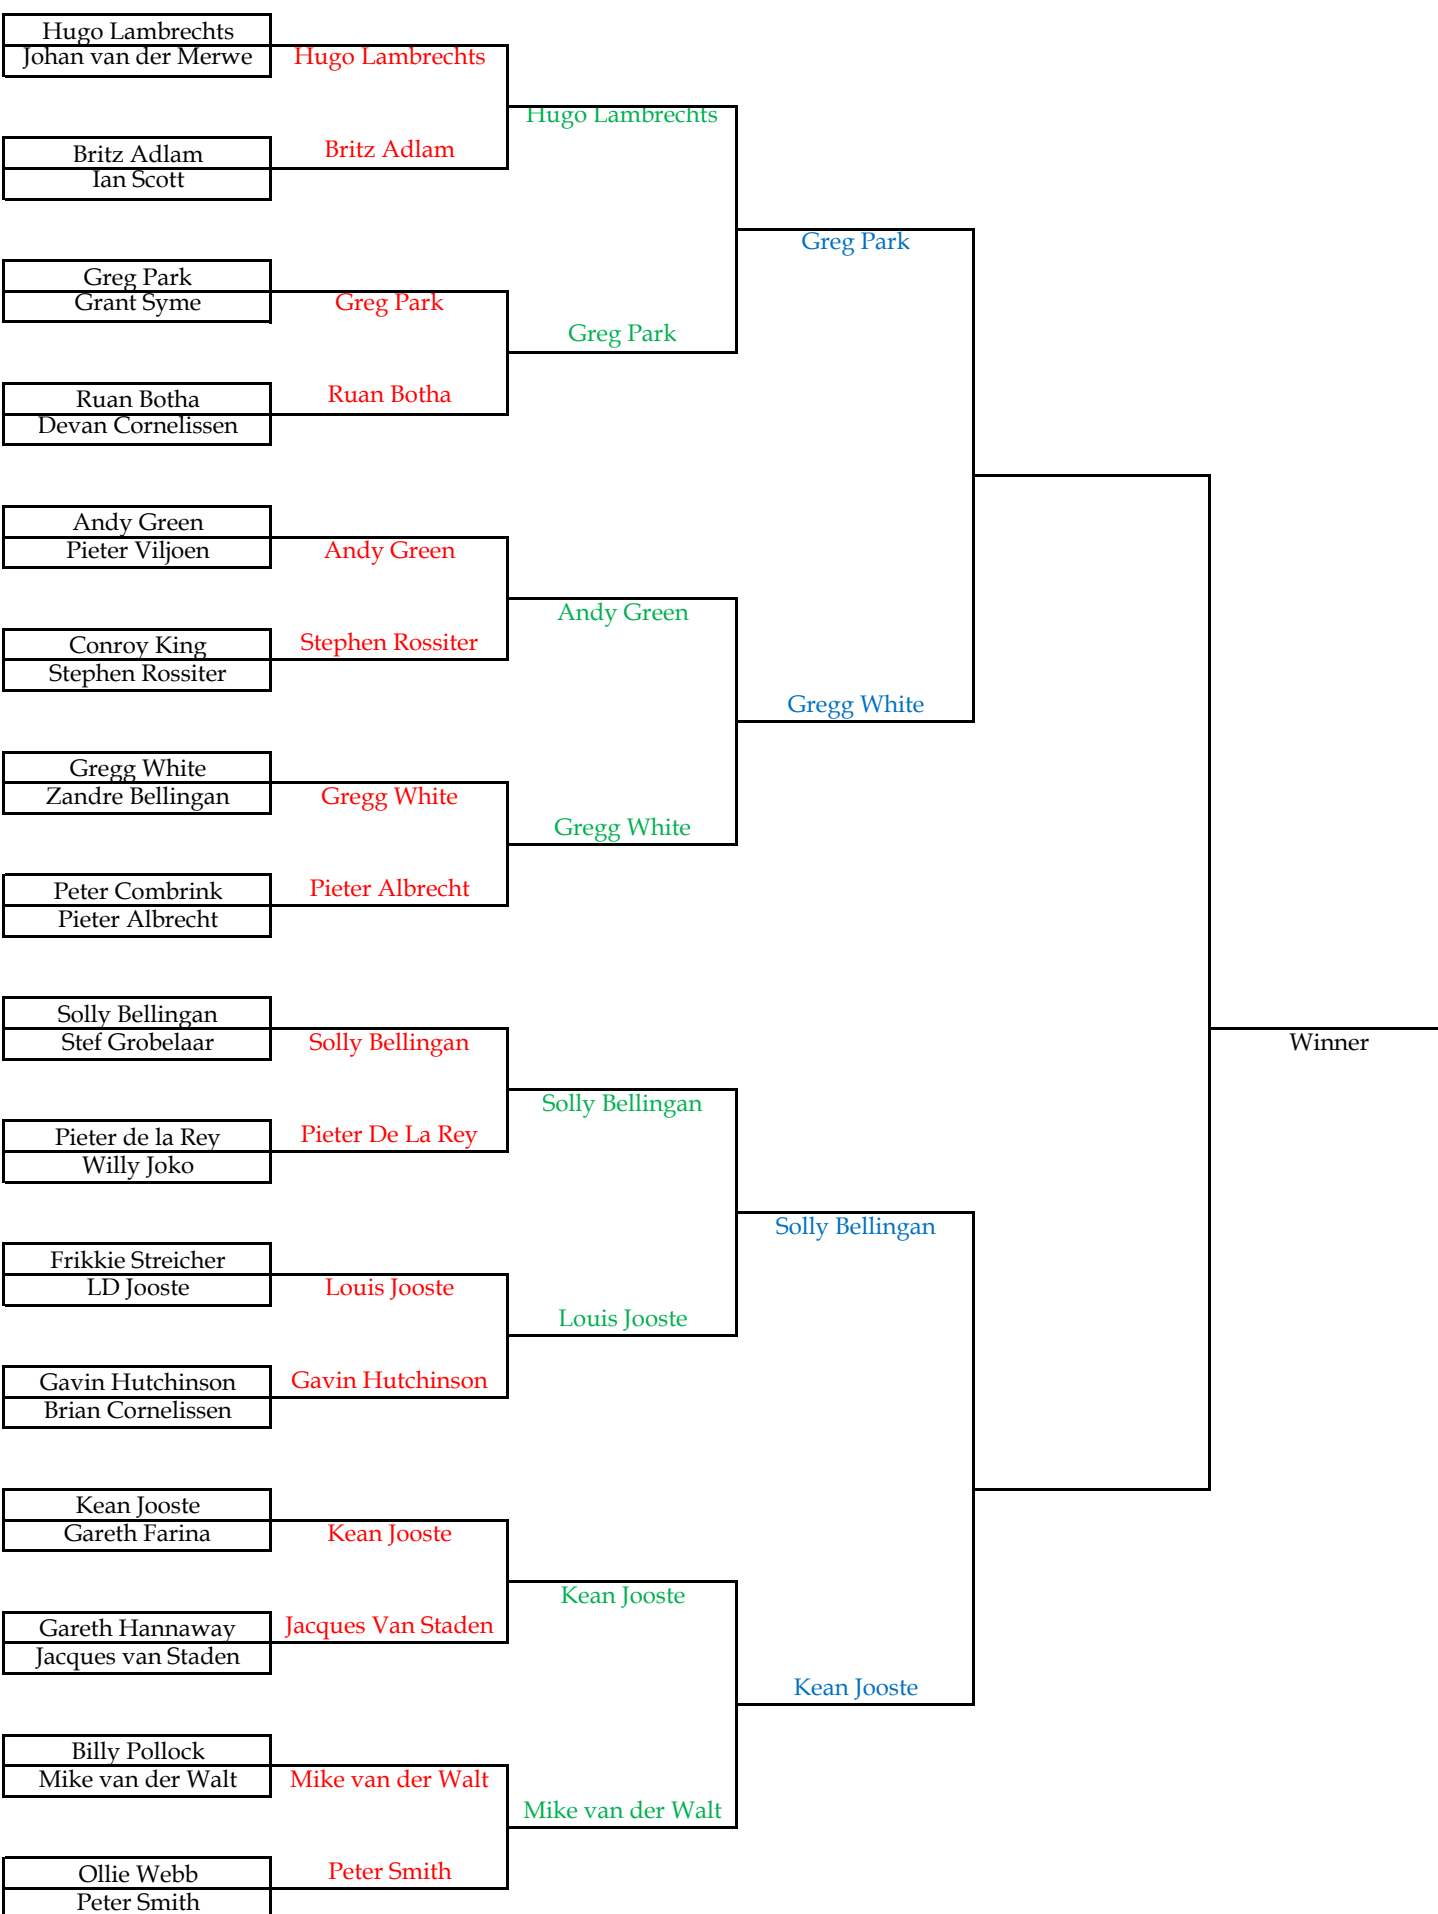 Hugo Lambrechts
Johan van der Merwe
Hugo Lambrechts
Hugo Lambrechts
Britz Adlam
Britz Adlam
Ian Scott
Greg Park
Greg Park
Grant Syme
Greg Park
Greg Park
Ruan Botha
Ruan Botha
Devan Cornelissen
Andy Green
Pieter Viljoen
Andy Green
Andy Green
Conroy King
Stephen Rossiter
Stephen Rossiter
Gregg White
Gregg White
Zandre Bellingan
Gregg White
Gregg White
Peter Combrink
Pieter Albrecht
Pieter Albrecht
Solly Bellingan
Stef Grobelaar
Solly Bellingan
Winner
Solly Bellingan
Pieter de la Rey
Pieter De La Rey
Willy Joko
Solly Bellingan
Frikkie Streicher
LD Jooste
Louis Jooste
Louis Jooste
Gavin Hutchinson
Gavin Hutchinson
Brian Cornelissen
Kean Jooste
Gareth Farina
Kean Jooste
Kean Jooste
Gareth Hannaway
Jacques Van Staden
Jacques van Staden
Kean Jooste
Billy Pollock
Mike van der Walt
Mike van der Walt
Mike van der Walt
Ollie Webb
Peter Smith
Peter Smith